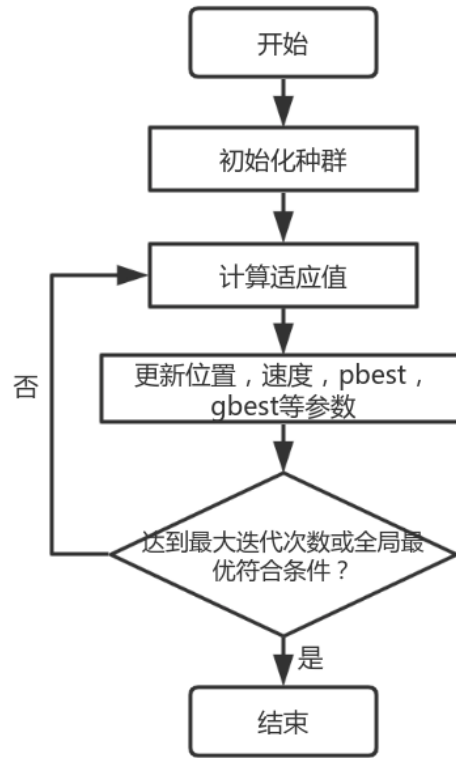 开始
初始化种群
计算适应值
更新位置，速度，pbest，
gbest等参数
否
达到最大迭代次数或全局最
优符合条件？
是
结束